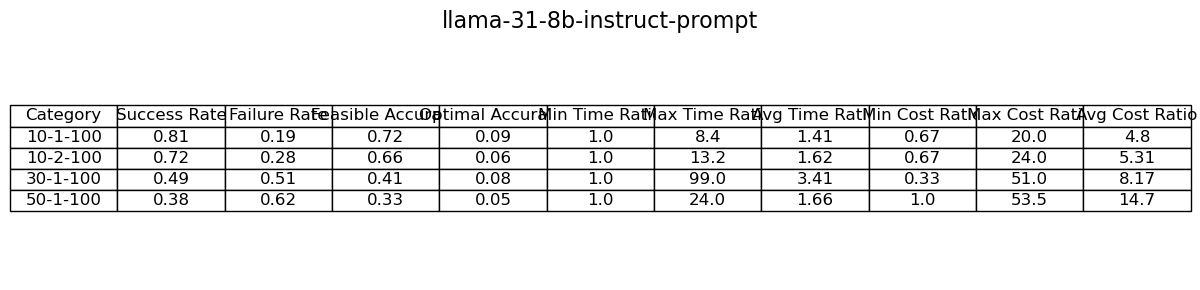 llama-31-8b-instruct-prompt
Category Success Rate Failure Rate Feasible Accura Optimal Accura Min Time Rati Max Time Rati Avg Time Rati Min Cost Rati Max Cost Rati Avg Cost Ratio
10-1-100 0.81 0.19 0.72 0.09 1.0 8.4 1.41 0.67 20.0 4.8
10-2-100 0.72 0.28 0.66 0.06 1.0 13.2 1.62 0.67 24.0 5.31
30-1-100 0.49 0.51 0.41 0.08 1.0 99.0 3.41 0.33 51.0 8.17
50-1-100 0.38 0.62 0.33 0.05 1.0 24.0 1.66 1.0 53.5 14.7